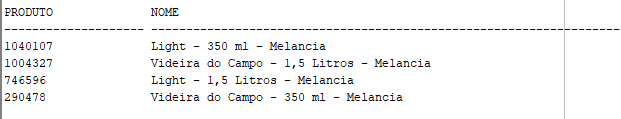 PRODUTO NOME
-------------------- -------------------------------------------------------------------
1040107 Light - 350 ml - Melancia
1004327 Videira do Campo - 1,5 Litros - Melancia
746596 Light - 1,5 Litros - Melancia
290478 Videira do Campo - 350 ml - Melancia